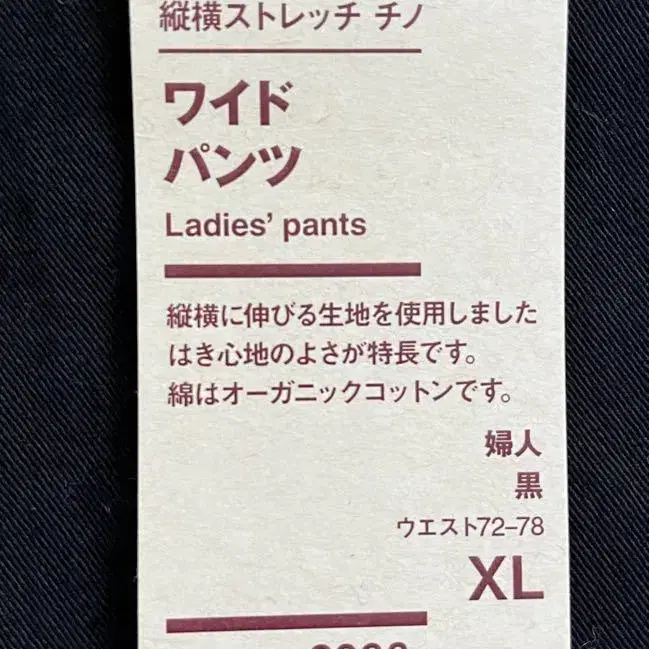 縦横ストレッチ チノ
ワイド
パンツ
Ladies’ pants
縦横に伸びる生地を使用しました
はき心地のよさが特長です。
綿はオーガニックコットンです。
婦人
黒
ウエスト72–78
XL